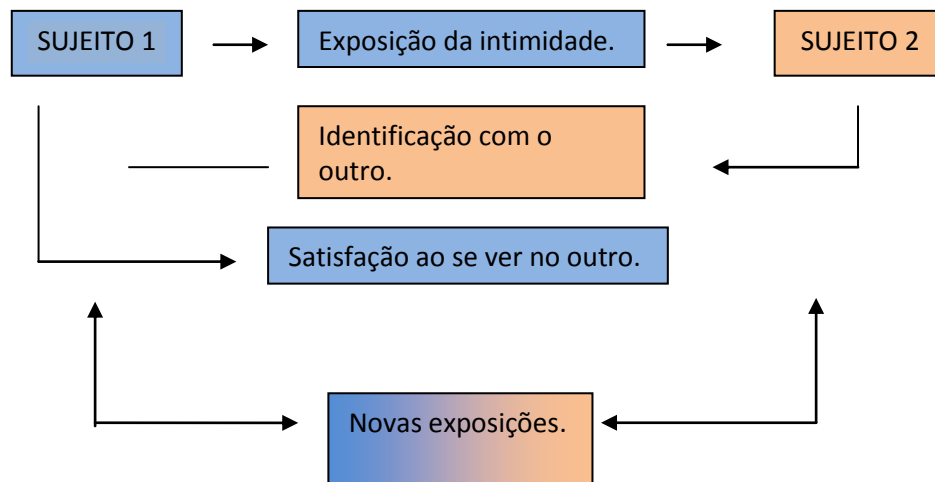 SUJEITO 1
Exposição da intimidade.
SUJEITO 2
Identificação com o
outro.
Satisfação ao se ver no outro.
Novas exposições.